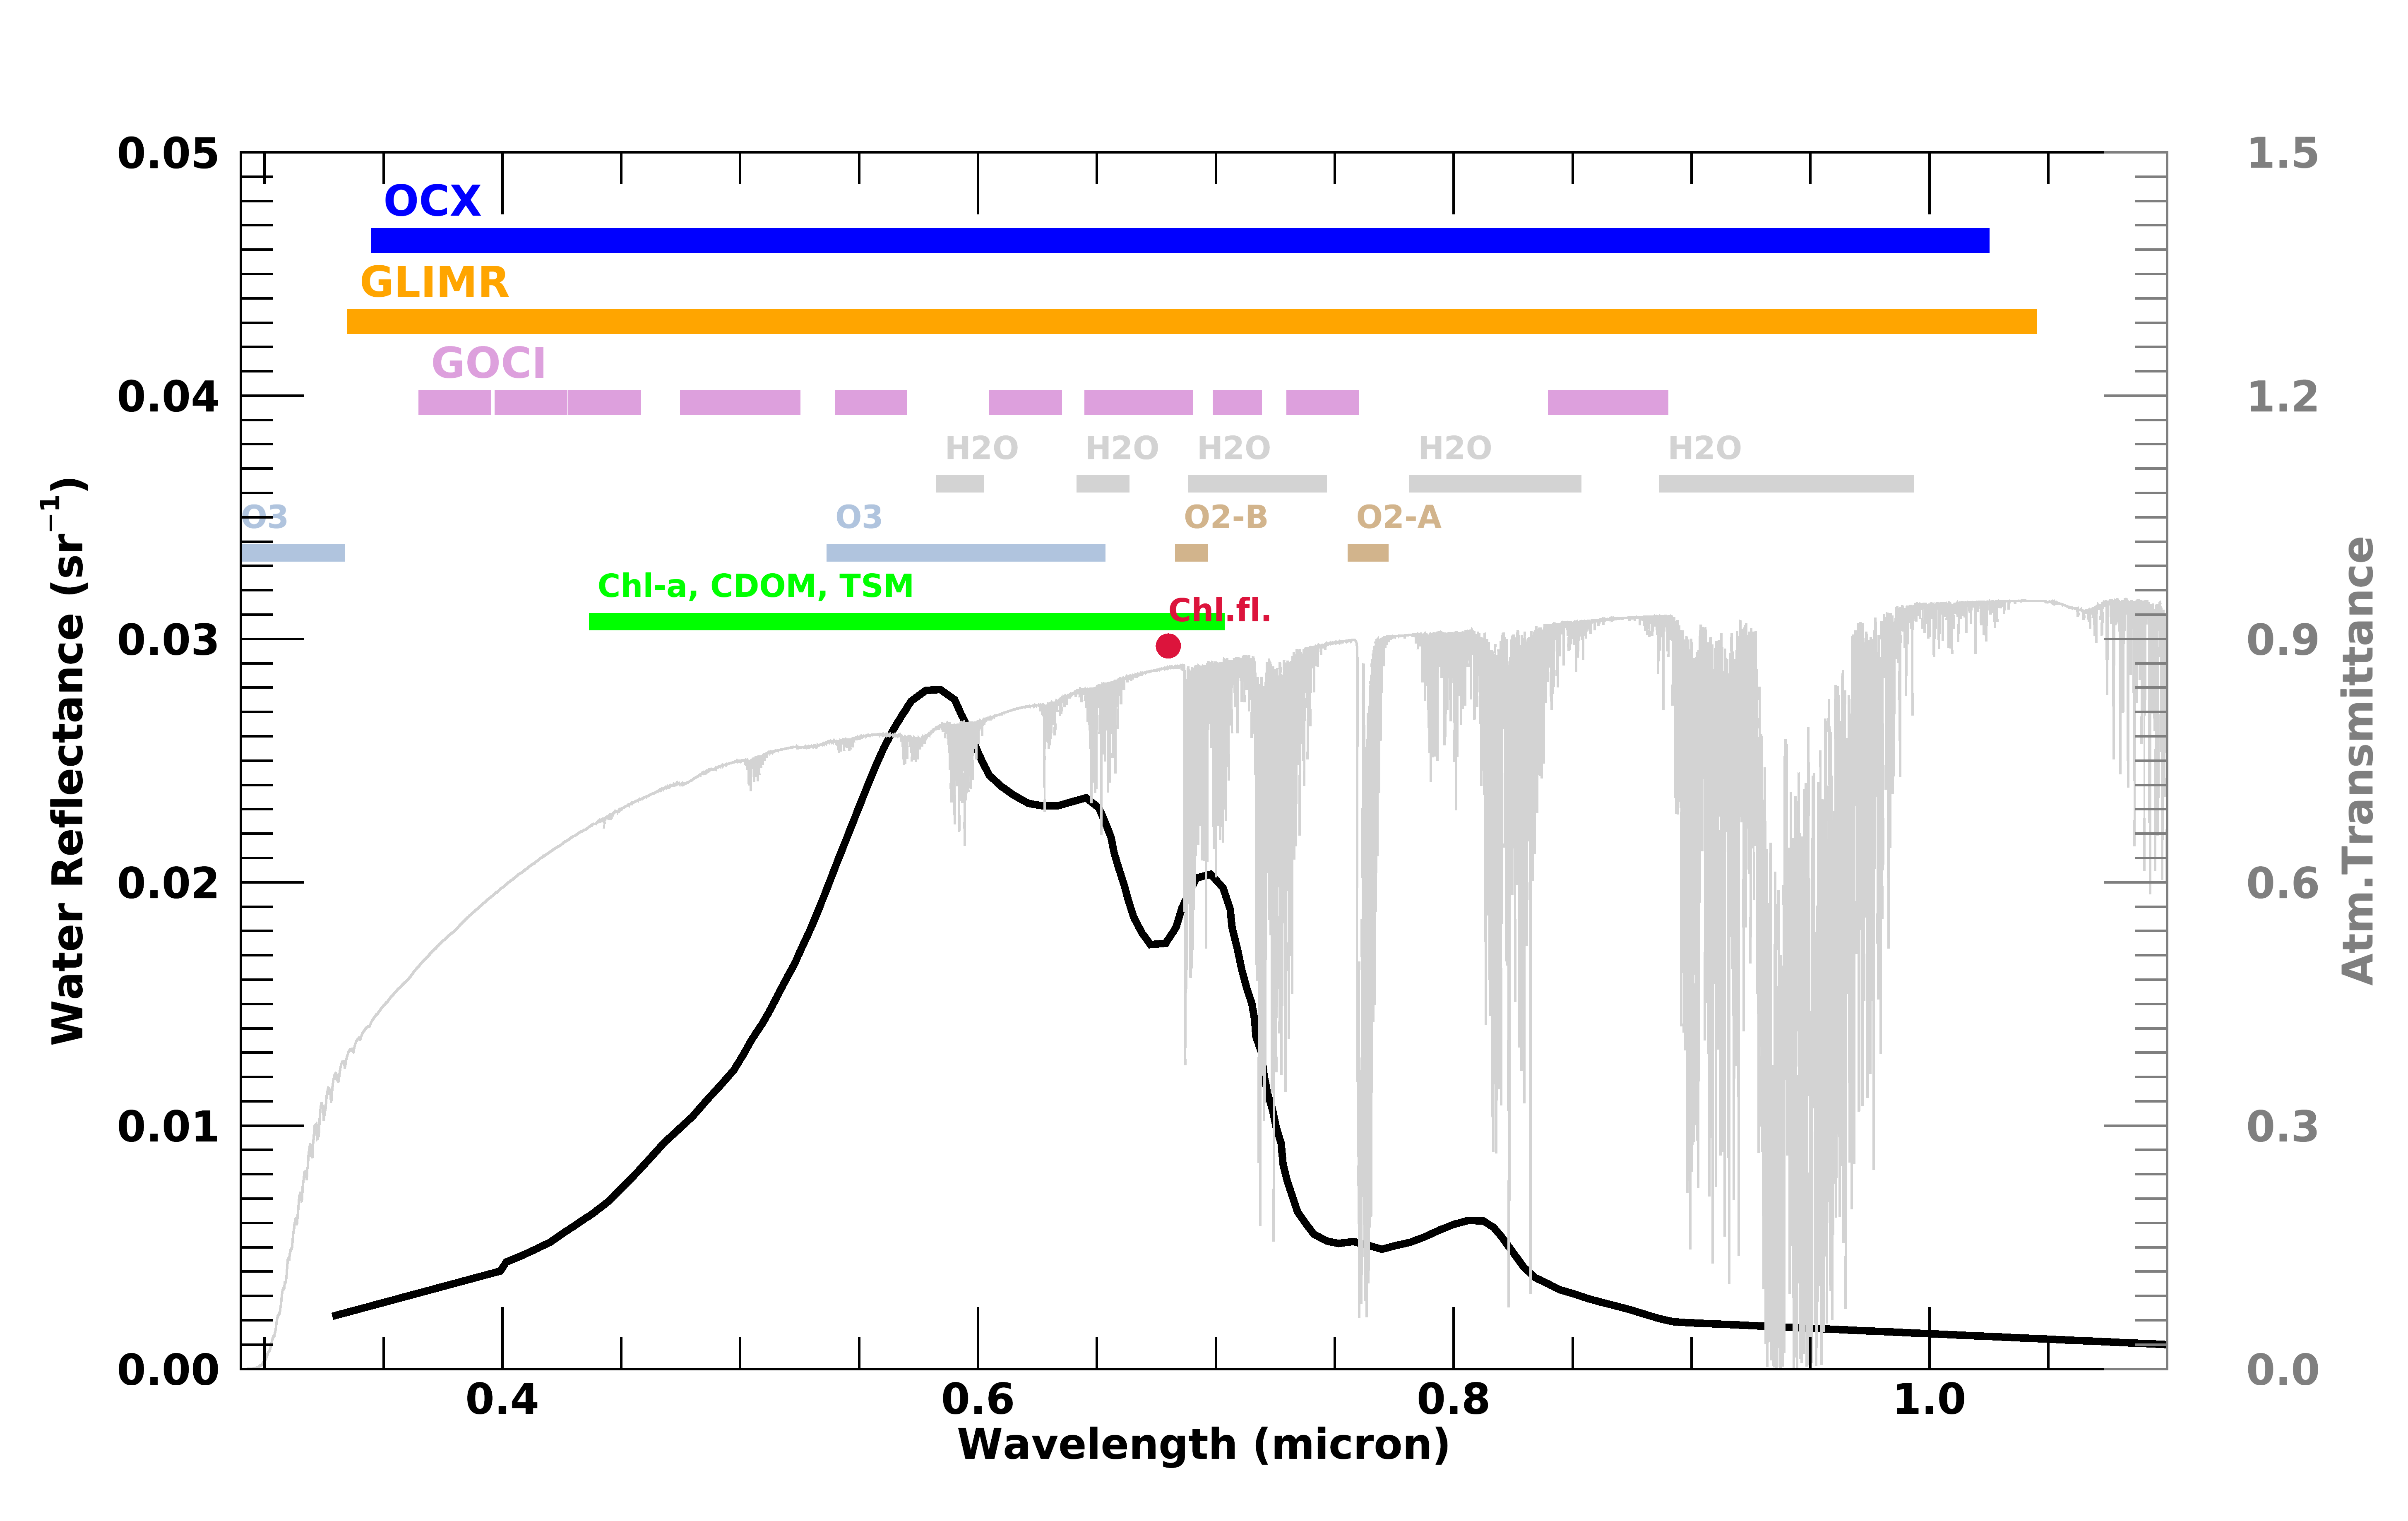 0.05
1.5
OCX
GLIMR
GOCI
0.04
1.2
H2O H2O H2O H2O H2O
O3 O3 O2-B O2-A
Chl-a, CDOM, TSM
Chl.fl.
0.03
0.9
Water Reflectance (sr⁻¹)
Atm.Transmittance
0.02
0.6
0.01
0.3
0.00
0.0
0.4 0.6 0.8 1.0
Wavelength (micron)